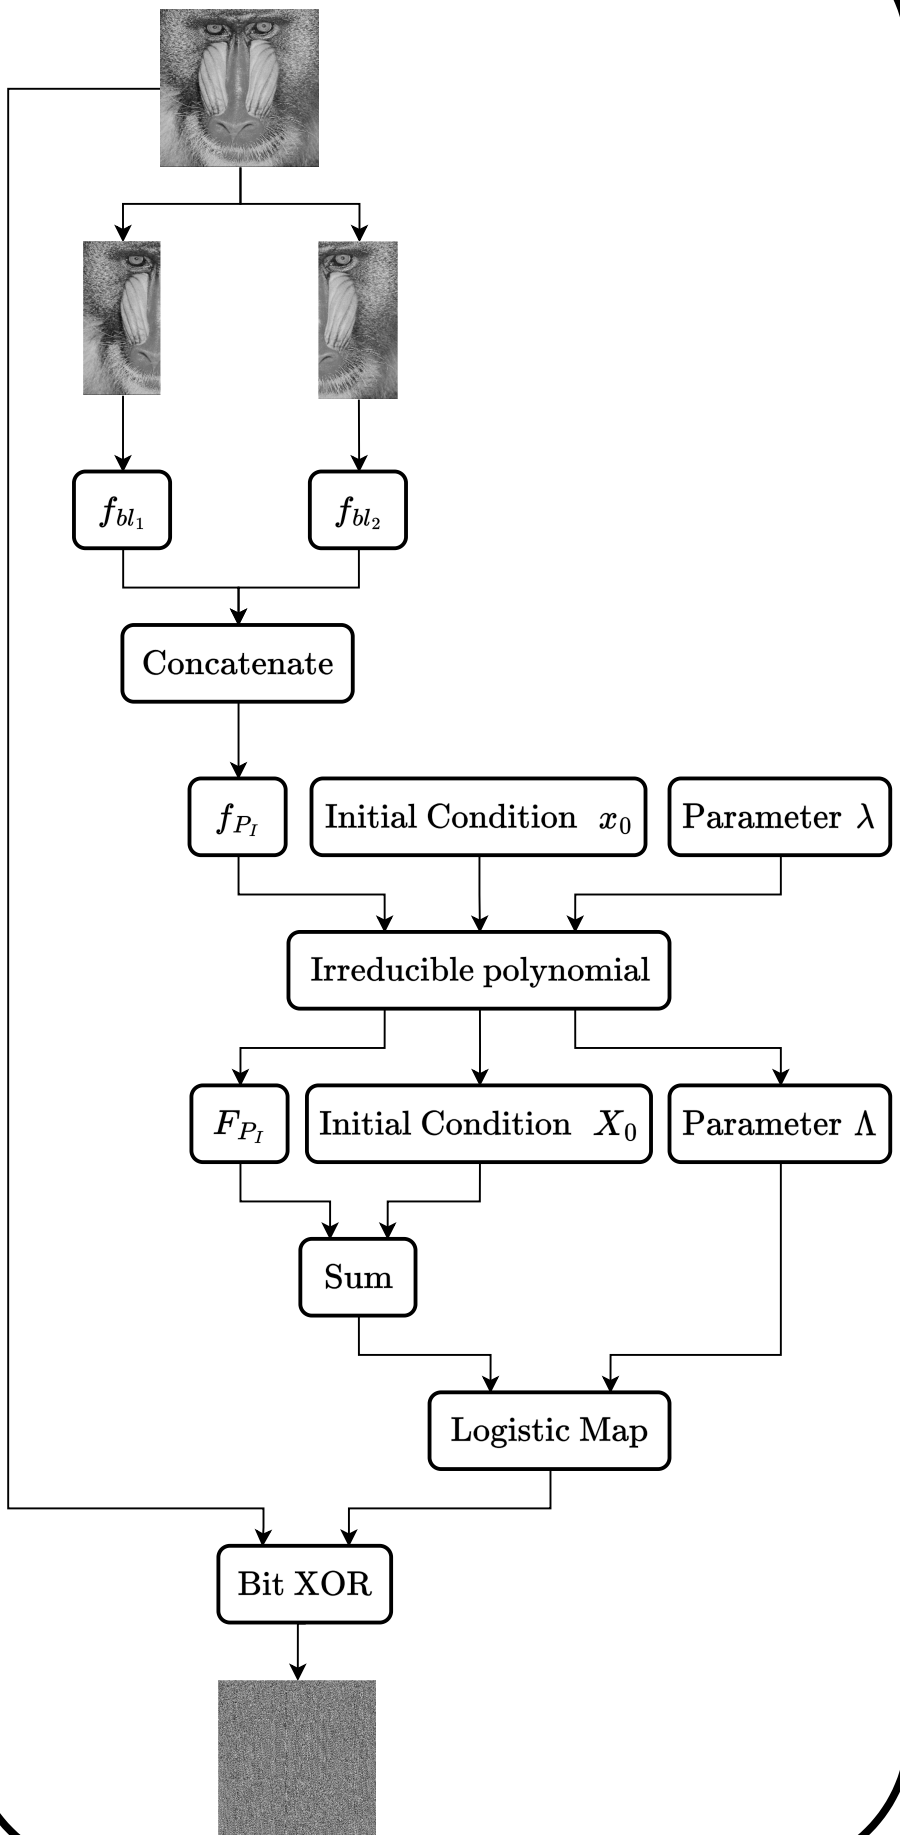 f_{bl_1}
f_{bl_2}
Concatenate
f_{P_I}
Initial Condition x_0
Parameter λ
Irreducible polynomial
F_{P_I}
Initial Condition X_0
Parameter Λ
Sum
Logistic Map
Bit XOR